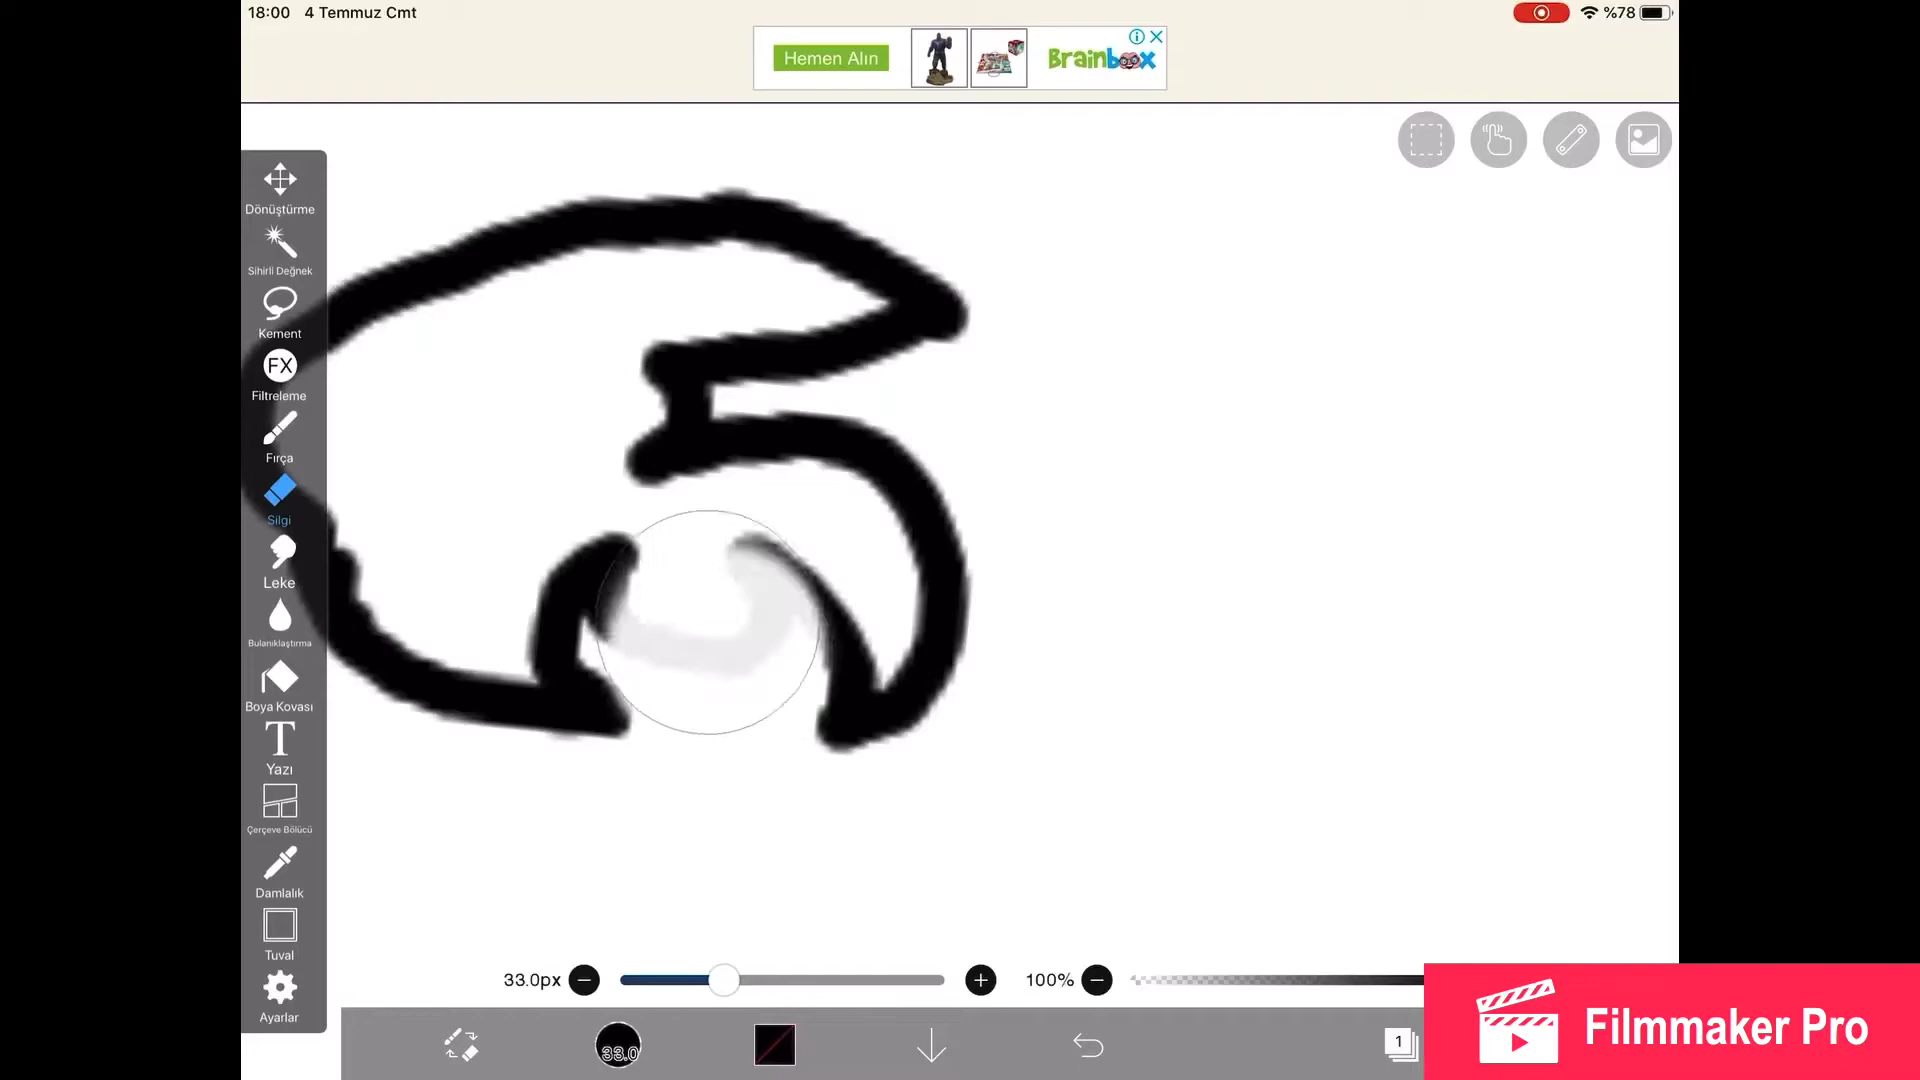 18:00 4 Temmuz Cmt
%78
Hemen Alın
Brainbox
Dönüştürme
Sihirli Değnek
Kement
FX
Filtreleme
Fırça
Silgi
Leke
Bulanıklaştırma
Boya Kovası
T
Yazı
Çerçeve Bölücü
Damlalık
Tuval
Ayarlar
33.0px
100%
33.0
1
Filmmaker Pro